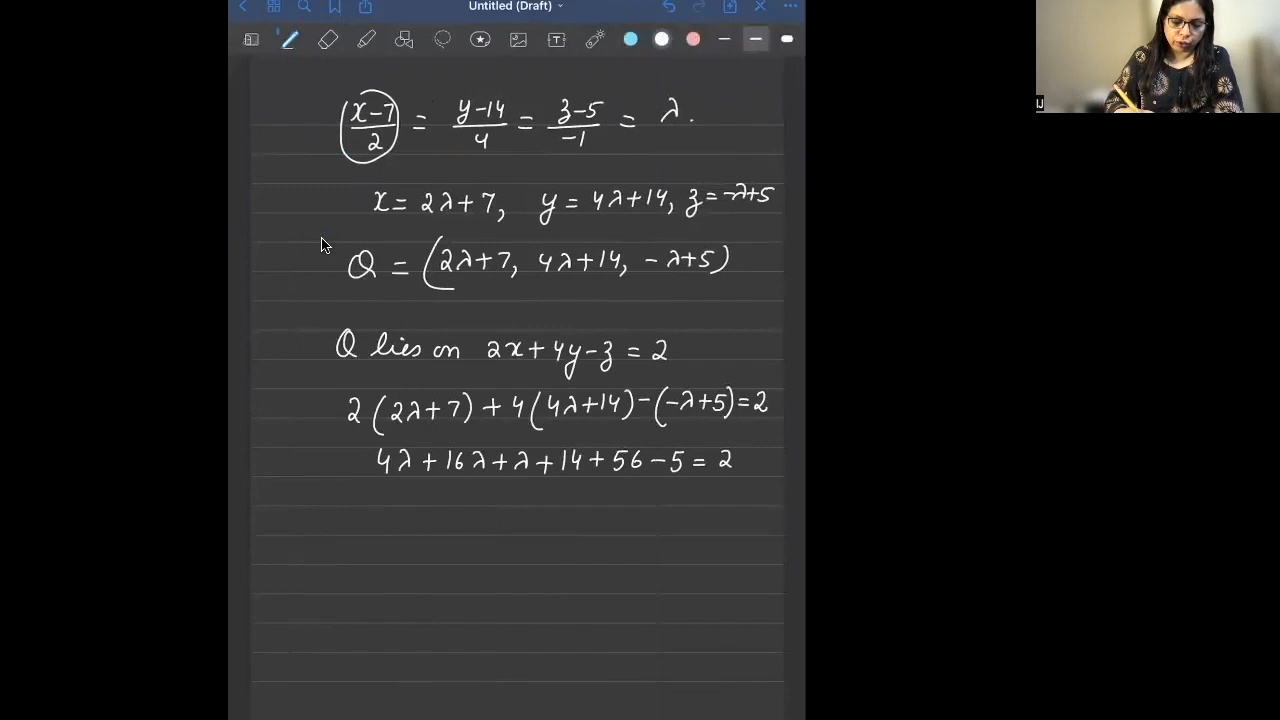 Untitled (Draft)
(x-7)/2 = (y-14)/4 = (z-5)/-1 = λ.
x = 2λ+7, y = 4λ+14, z = -λ+5
Q = (2λ+7, 4λ+14, -λ+5)
Q lies on 2x+4y-z = 2
2(2λ+7) + 4(4λ+14) - (-λ+5) = 2
4λ+16λ+λ+14+56-5 = 2
IJ